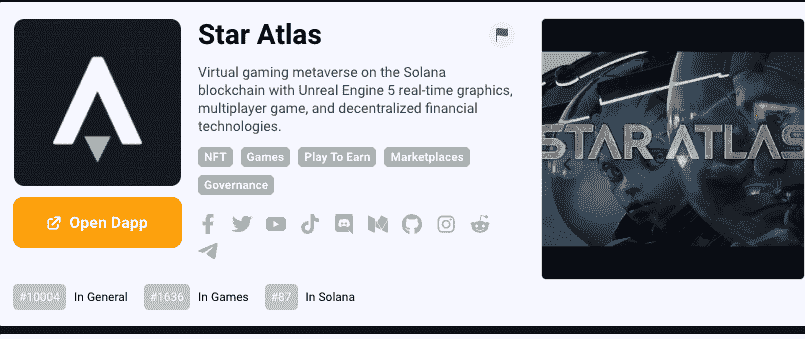 Star Atlas
Virtual gaming metaverse on the Solana
blockchain with Unreal Engine 5 real-time graphics,
multiplayer game, and decentralized financial
technologies.
NFT Games Play To Earn Marketplaces
Governance
Open Dapp
#10004 In General #1636 In Games #87 In Solana
STAR ATLAS